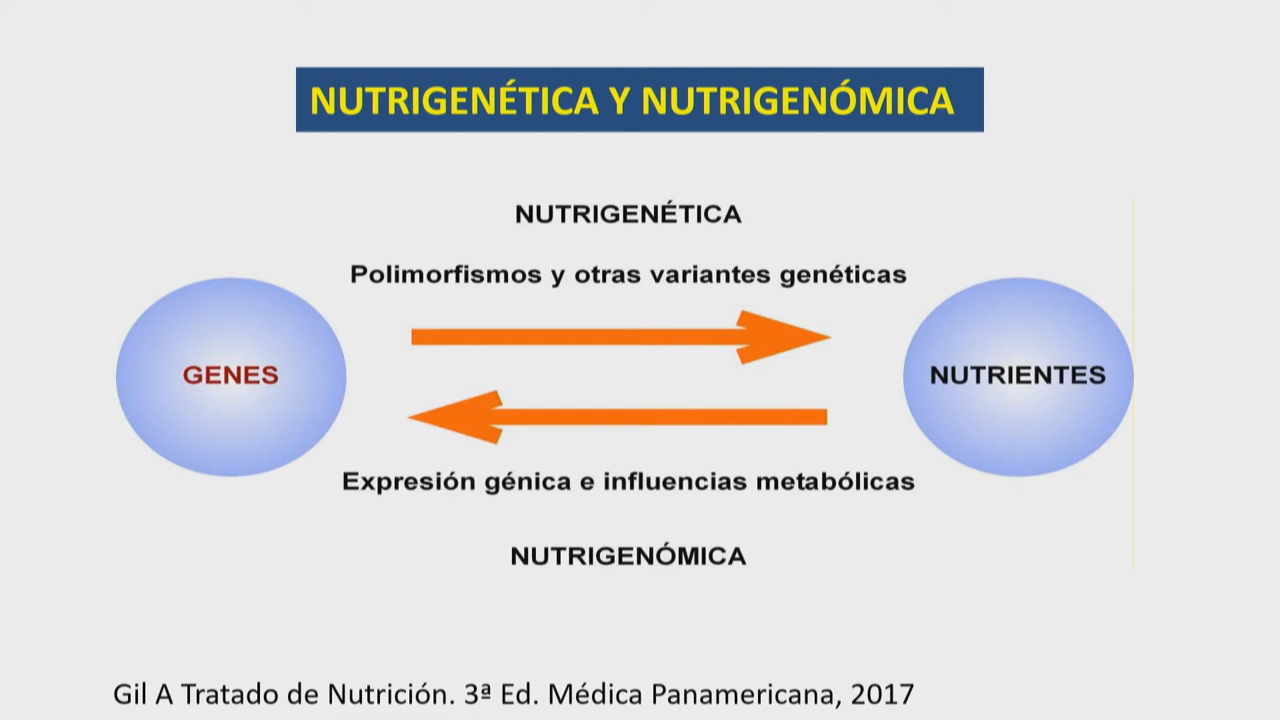 NUTRIGENÉTICA Y NUTRIGENÓMICA
NUTRIGENÉTICA
Polimorfismos y otras variantes genéticas
GENES
NUTRIENTES
Expresión génica e influencias metabólicas
NUTRIGENÓMICA
Gil A Tratado de Nutrición. 3ª Ed. Médica Panamericana, 2017